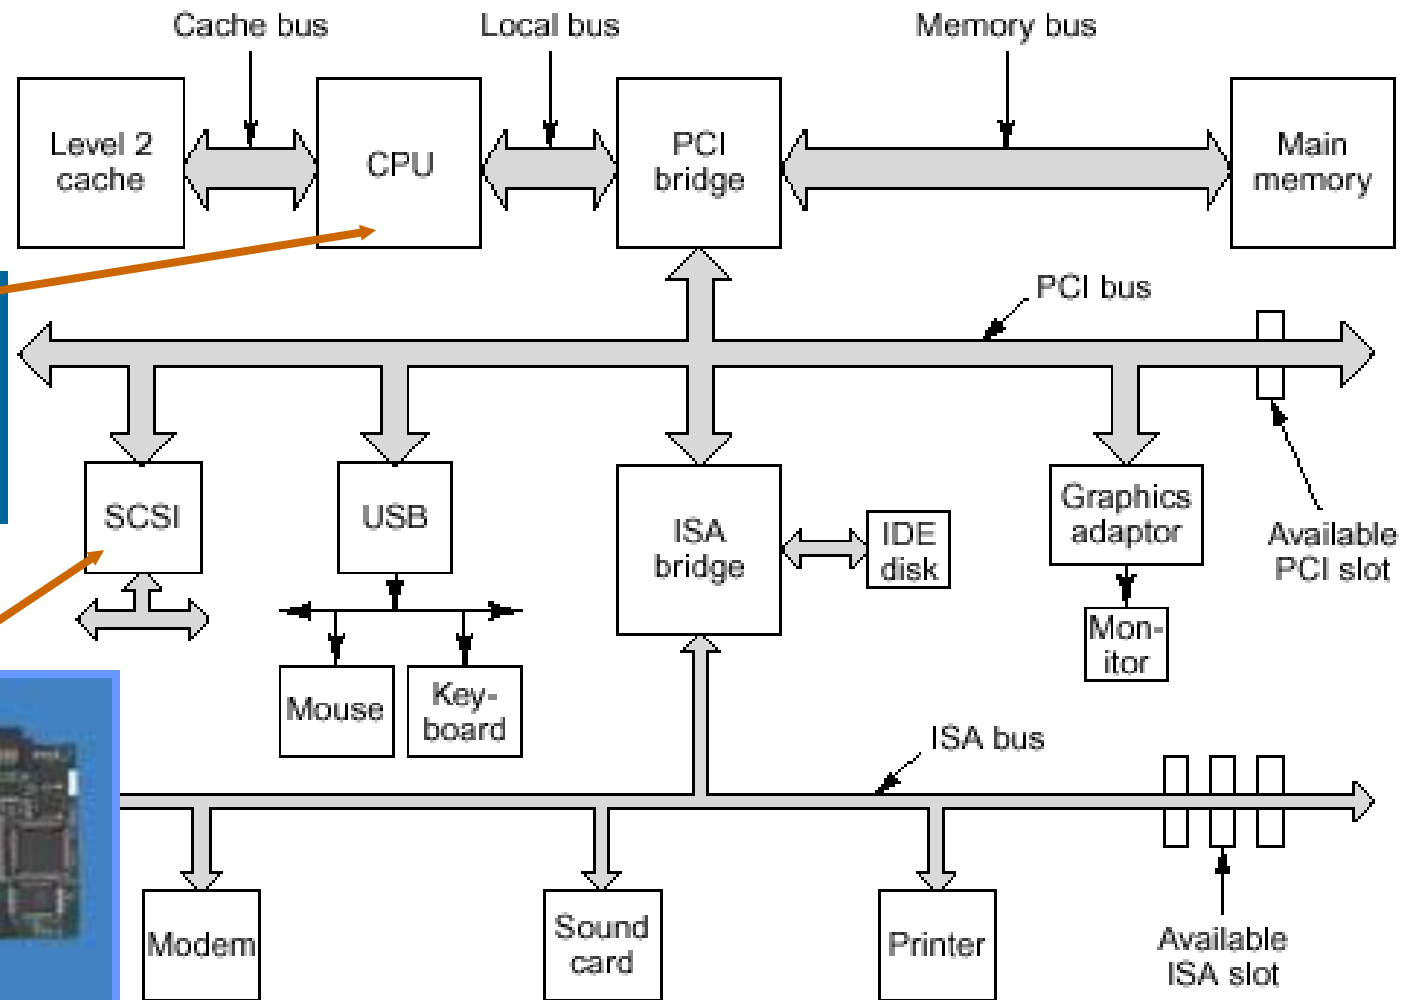 Cache bus
Local bus
Memory bus
Level 2
cache
CPU
PCI
bridge
Main
memory
PCI bus
SCSI
USB
ISA
bridge
IDE
disk
Graphics
adaptor
Available
PCI slot
Mon-
itor
Mouse
Key-
board
ISA bus
Modem
Sound
card
Printer
Available
ISA slot